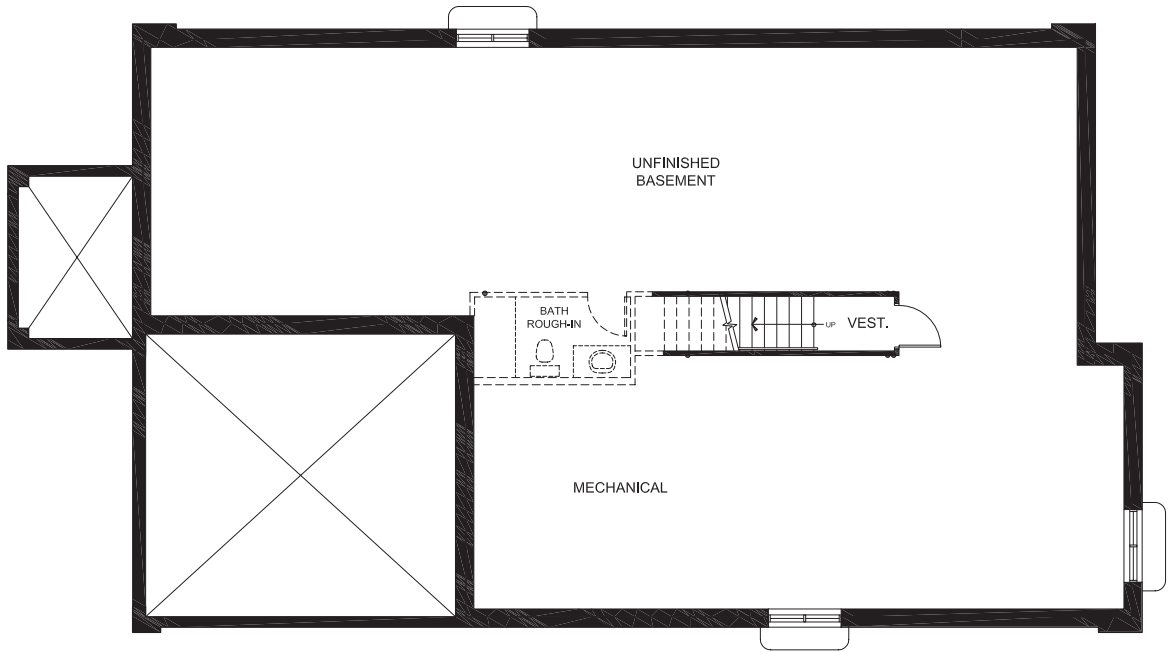 UNFINISHED
BASEMENT
BATH
ROUGH-IN
UP
VEST.
MECHANICAL